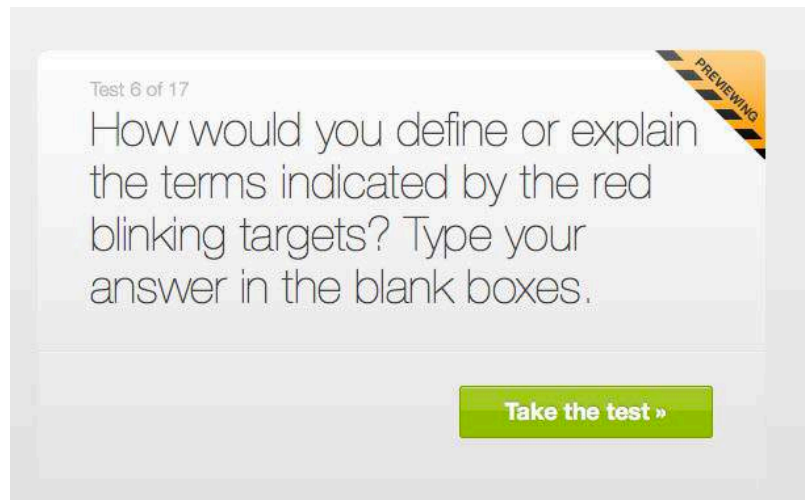 Test 6 of 17
PREVIEWING
How would you define or explain
the terms indicated by the red
blinking targets? Type your
answer in the blank boxes.
Take the test »